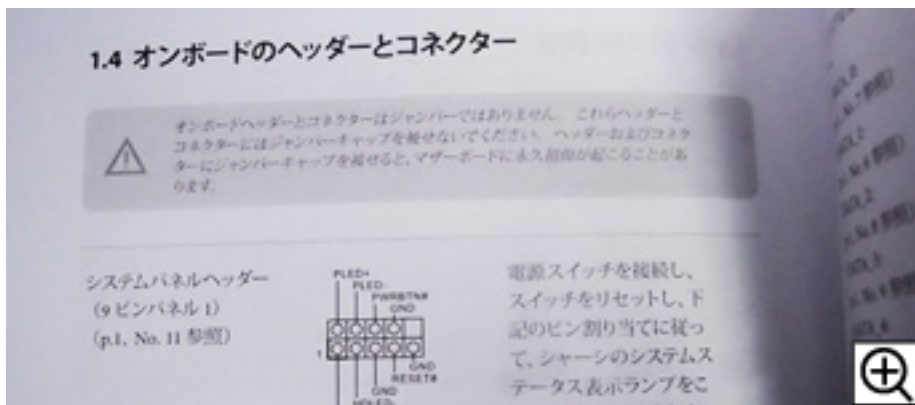 1.4 オンボードのヘッダーとコネクター
オンボードヘッダーとコネクターはジャンパーではありません。 これらヘッダーと
コネクターにはジャンパーキャップを被せないでください。 ヘッダーおよびコネク
ターにジャンパーキャップを被せると、マザーボードに永久損傷が起こることがあ
ります。
システムパネルヘッダー
(9 ピンパネル 1)
(p.1、No. 11 参照)
PLED+
PLED-
PWRBTN#
GND
1
GND
RESET#
GND
HDLED-
電源スイッチを接続し、
スイッチをリセットし、下
記のピン割り当てに従っ
て、シャーシのシステムス
テータス表示ランプをこ